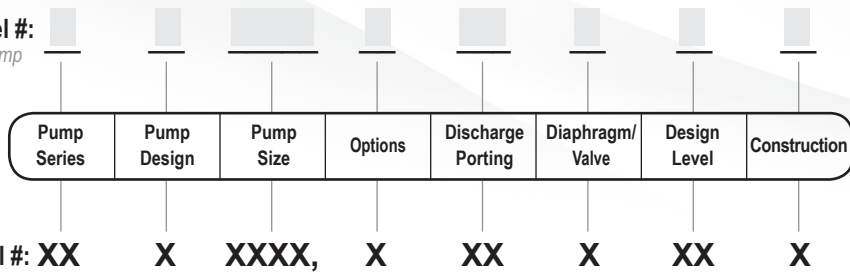 el #:
mp
Pump Series
Pump Design
Pump Size
Options
Discharge Porting
Diaphragm/ Valve
Design Level
Construction
l #: XX X XXXX, X XX X XX X